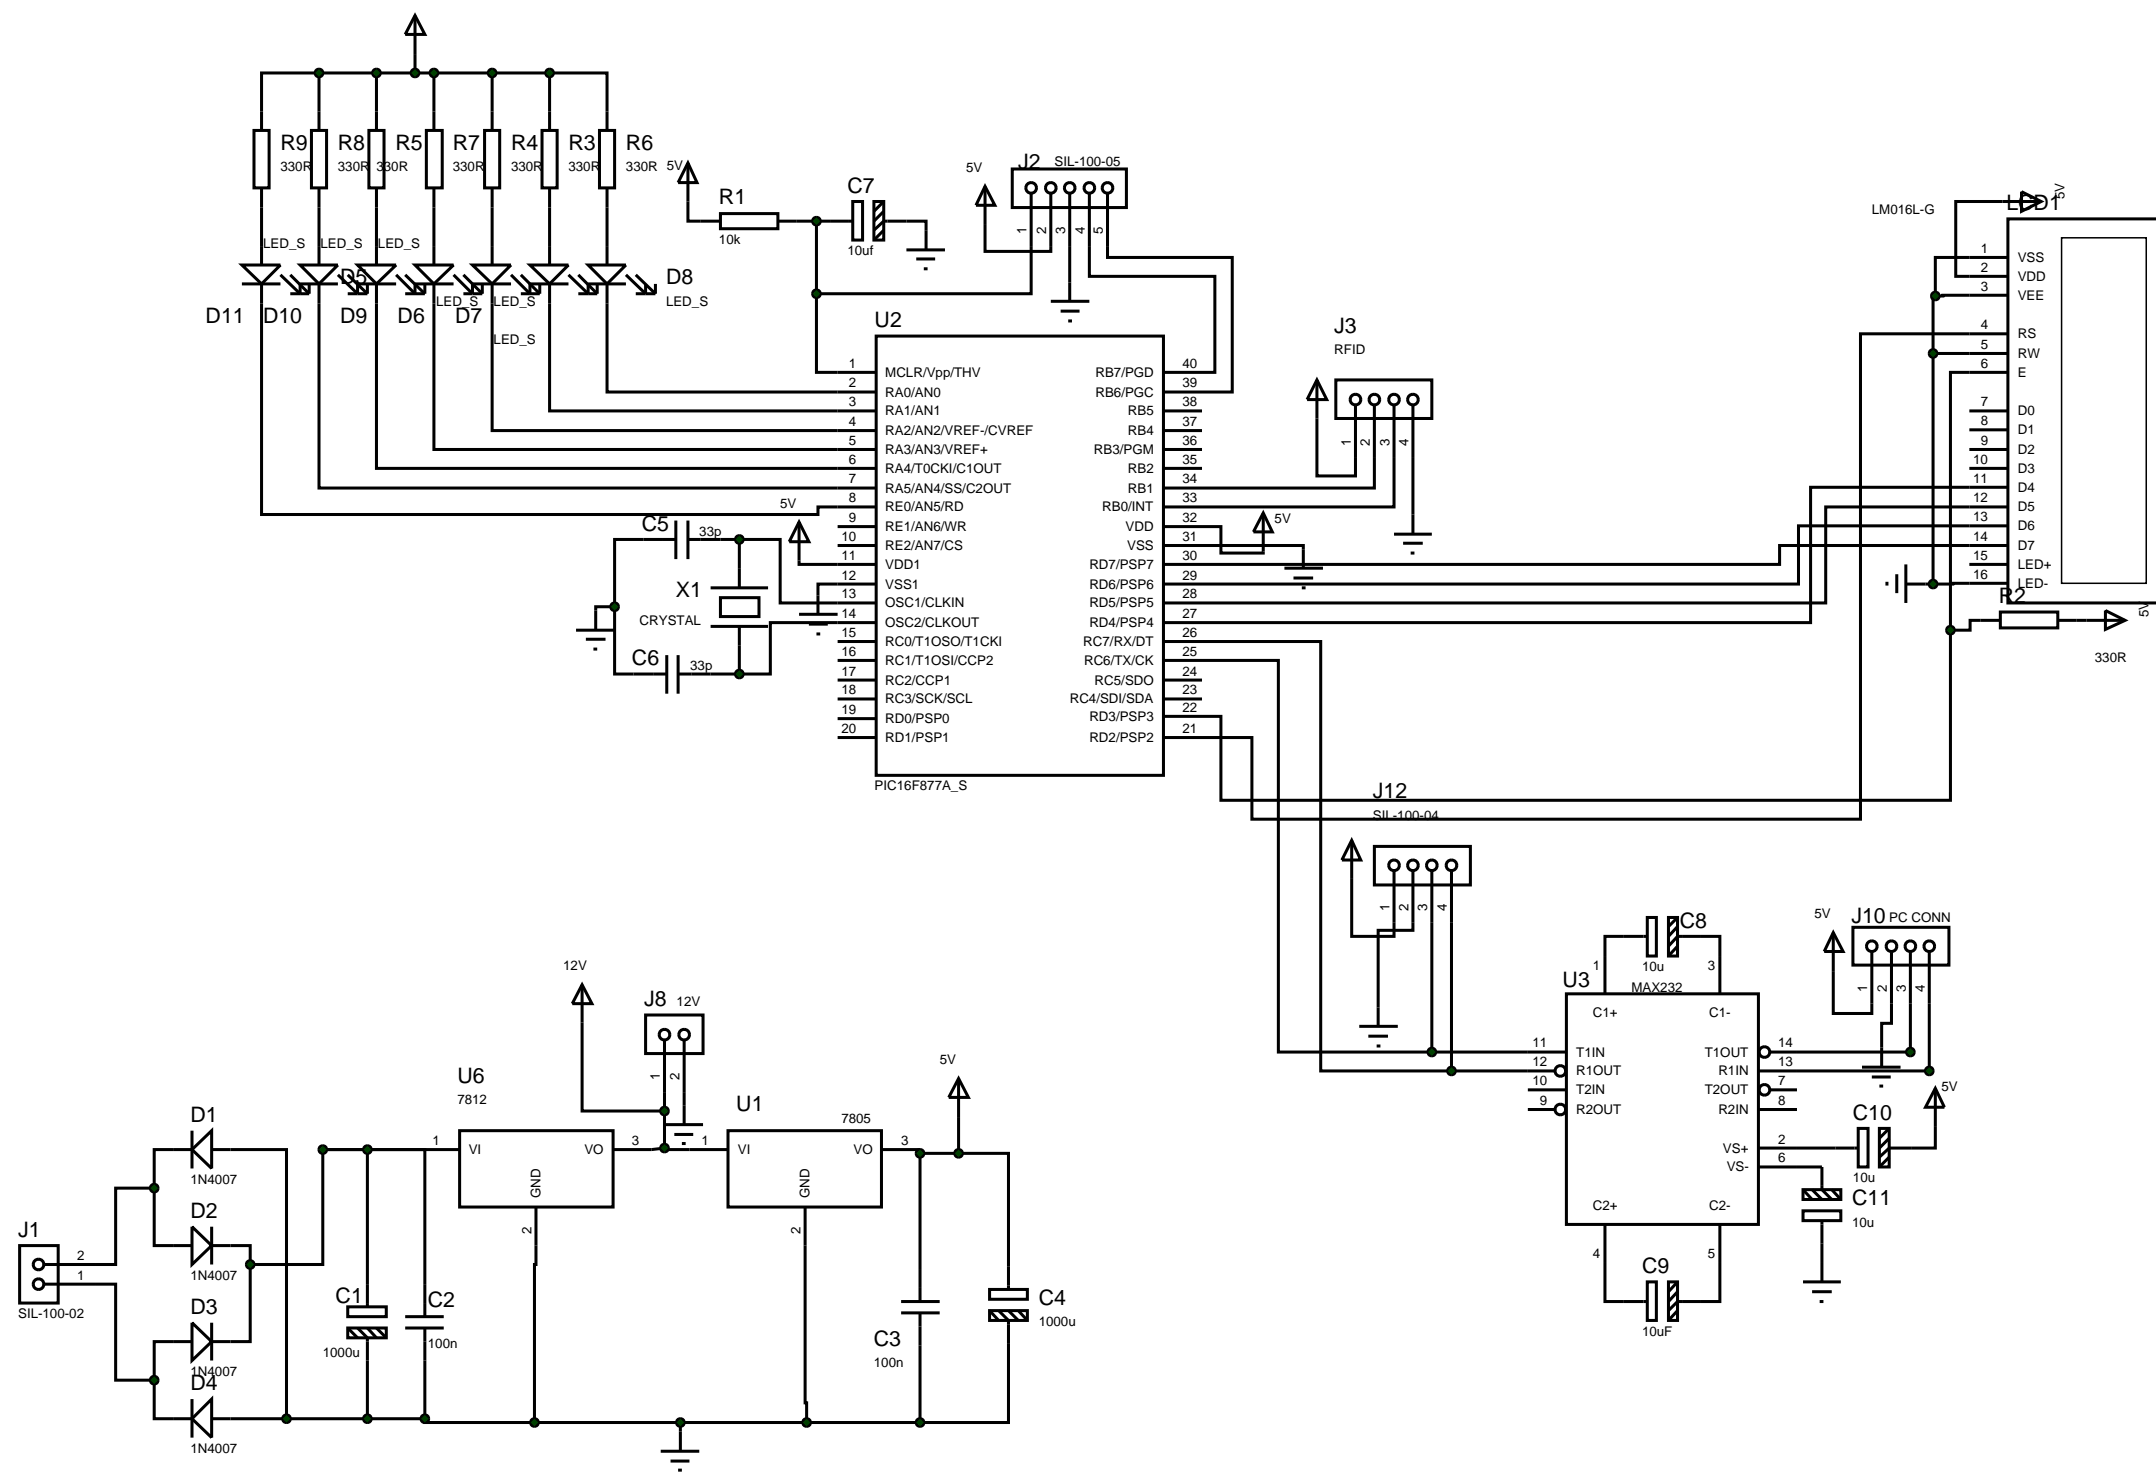 R9 R8 R5 R7 R4 R3 R6
330R 330R 330R 330R 330R 330R 330R
LED_S LED_S LED_S
D5 D8
LED_S LED_S LED_S
D11 D10 D9 D6 D7
LED_S
5V
R1
10k
C7
10uf
J2 SIL-100-05
5V
1 2 3 4 5
U2
1 MCLR/Vpp/THV
2 RA0/AN0
3 RA1/AN1
4 RA2/AN2/VREF-/CVREF
5 RA3/AN3/VREF+
6 RA4/T0CKI/C1OUT
7 RA5/AN4/SS/C2OUT
8 RE0/AN5/RD
9 RE1/AN6/WR
10 RE2/AN7/CS
11 VDD1
12 VSS1
13 OSC1/CLKIN
14 OSC2/CLKOUT
15 RC0/T1OSO/T1CKI
16 RC1/T1OSI/CCP2
17 RC2/CCP1
18 RC3/SCK/SCL
19 RD0/PSP0
20 RD1/PSP1
RB7/PGD 40
RB6/PGC 39
RB5 38
RB4 37
RB3/PGM 36
RB2 35
RB1 34
RB0/INT 33
VDD 32
VSS 31
RD7/PSP7 30
RD6/PSP6 29
RD5/PSP5 28
RD4/PSP4 27
RC7/RX/DT 26
RC6/TX/CK 25
RC5/SDO 24
RC4/SDI/SDA 23
RD3/PSP3 22
RD2/PSP2 21
PIC16F877A_S
5V
5V
C5 33p
X1
CRYSTAL
C6 33p
J3
RFID
1 2 3 4
LM016L-G
LCD1
5V
1 VSS
2 VDD
3 VEE
4 RS
5 RW
6 E
7 D0
8 D1
9 D2
10 D3
11 D4
12 D5
13 D6
14 D7
15 LED+
16 LED-
R2
5V
330R
J12
SIL-100-04
1 2 3 4
C8
10u
1 3
U3
MAX232
C1+ C1-
11 T1IN
12 R1OUT
10 T2IN
9 R2OUT
T1OUT 14
R1IN 13
T2OUT 7
R2IN 8
VS+ 2
VS- 6
C2+ C2-
4 5
C9
10uF
5V
J10 PC CONN
1 2 3 4
5V
C10
10u
C11
10u
12V
J8 12V
1 2
5V
U6
7812
1 VI VO 3
GND
2
U1
7805
1 VI VO 3
GND
2
D1
1N4007
D2
1N4007
D3
1N4007
D4
1N4007
J1
2
1
SIL-100-02
C1
1000u
C2
100n
C3
100n
C4
1000u